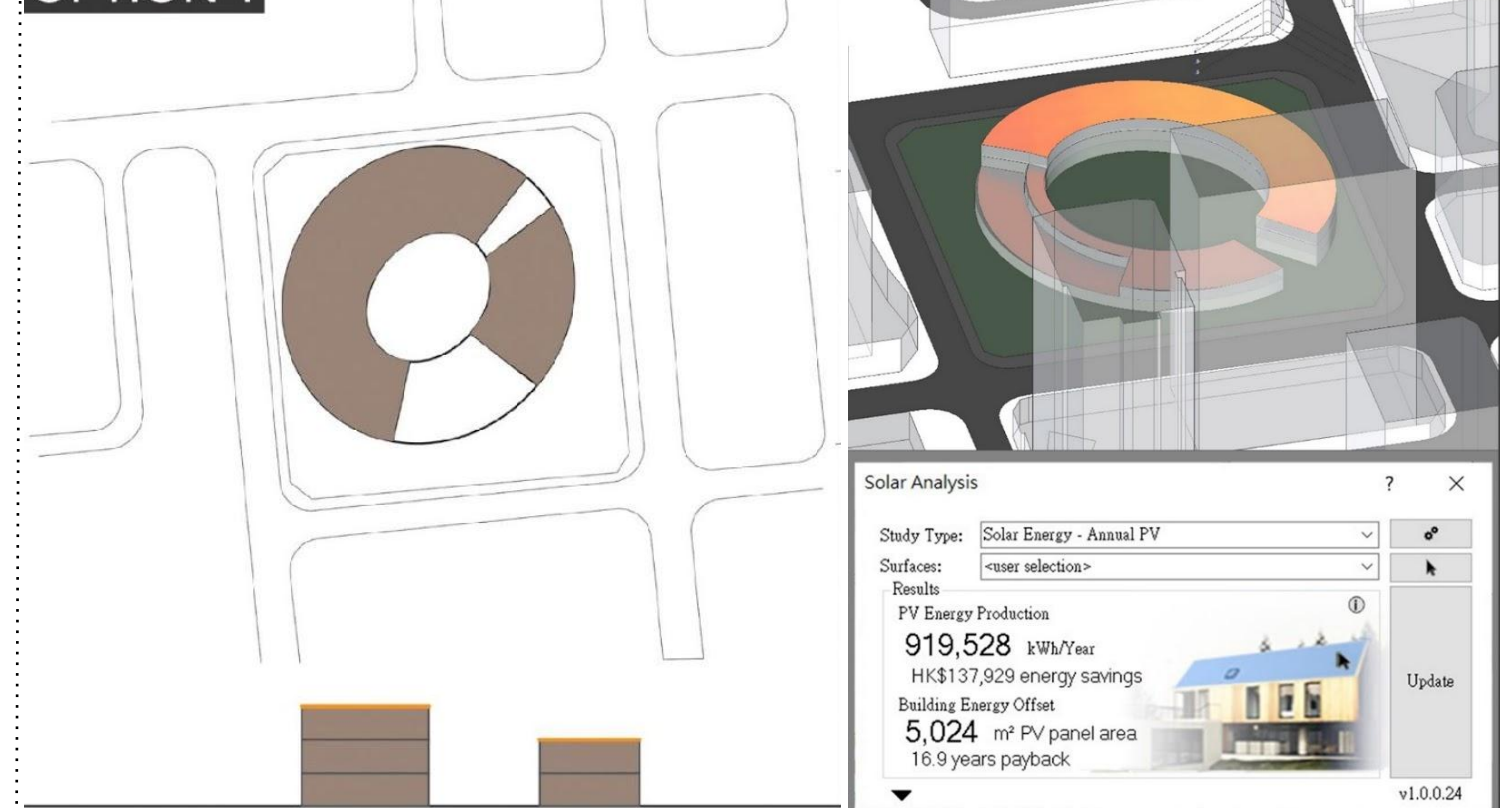 Solar Analysis
? ×
Study Type: Solar Energy - Annual PV
Surfaces: <user selection>
Results
PV Energy Production
919,528 kWh/Year
HK$137,929 energy savings
Building Energy Offset
5,024 m² PV panel area
16.9 years payback
Update
v1.0.0.24